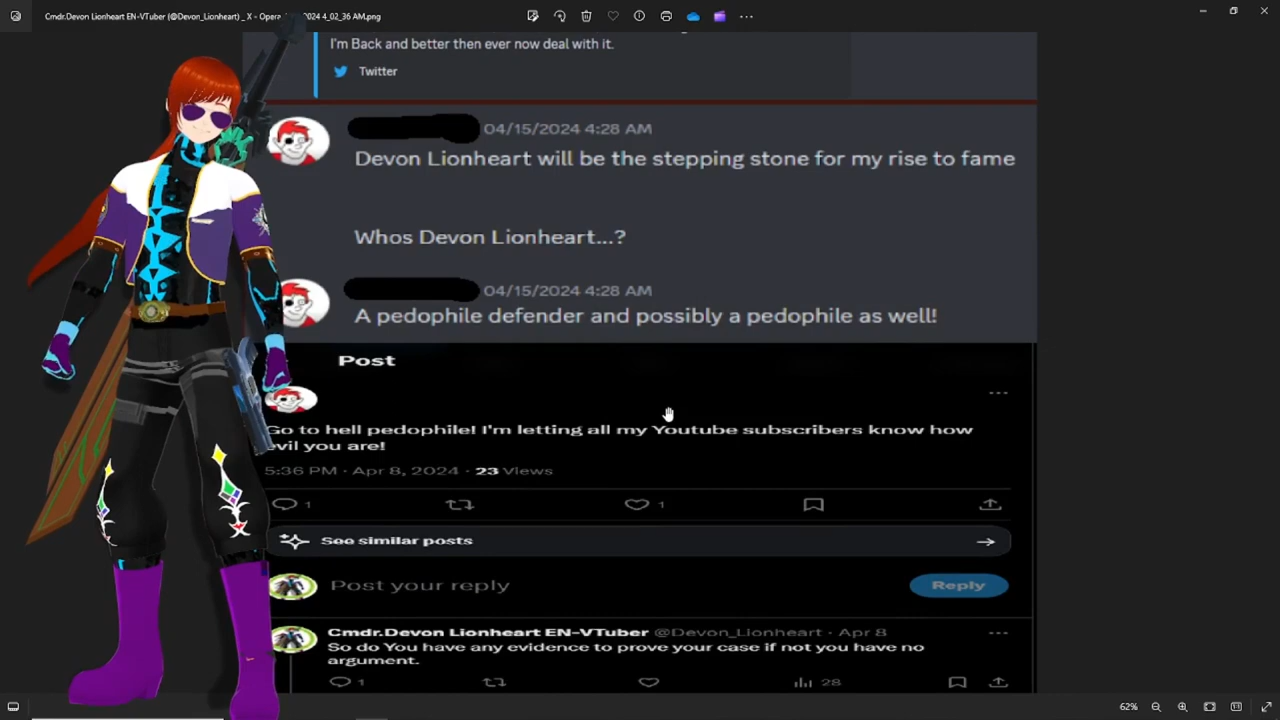 Cmdr.Devon Lionheart EN-VTuber (@Devon_Lionheart) _ X - Opera 2024 4_02_36 AM.png
I'm Back and better then ever now deal with it.
Twitter
04/15/2024 4:28 AM
Devon Lionheart will be the stepping stone for my rise to fame
Whos Devon Lionheart...?
04/15/2024 4:28 AM
A pedophile defender and possibly a pedophile as well!
Post
Go to hell pedophile! I'm letting all my Youtube subscribers know how
evil you are!
5:36 PM · Apr 8, 2024 · 23 Views
1 1
See similar posts
Post your reply Reply
Cmdr.Devon Lionheart EN-VTuber @Devon_Lionheart · Apr 8
So do You have any evidence to prove your case if not you have no
argument.
1 28
62%